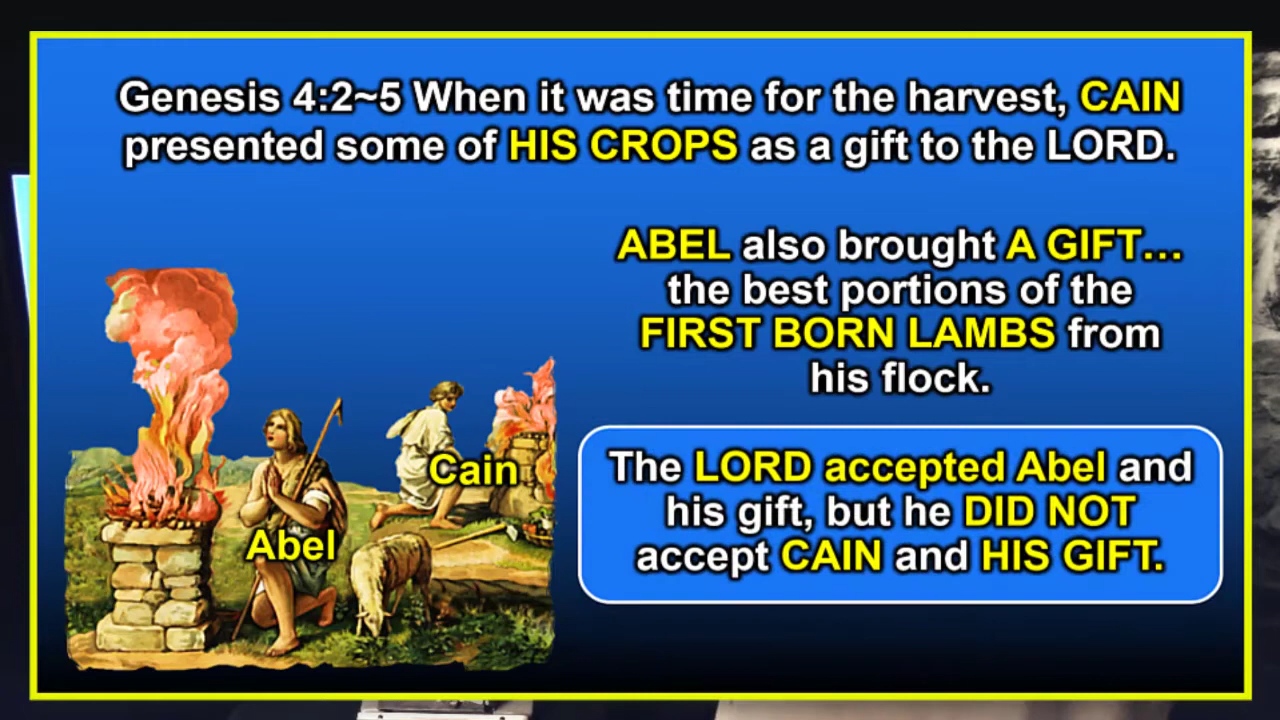 Genesis 4:2~5 When it was time for the harvest, CAIN
presented some of HIS CROPS as a gift to the LORD.
ABEL also brought A GIFT...
the best portions of the
FIRST BORN LAMBS from
his flock.
Cain
Abel
The LORD accepted Abel and
his gift, but he DID NOT
accept CAIN and HIS GIFT.